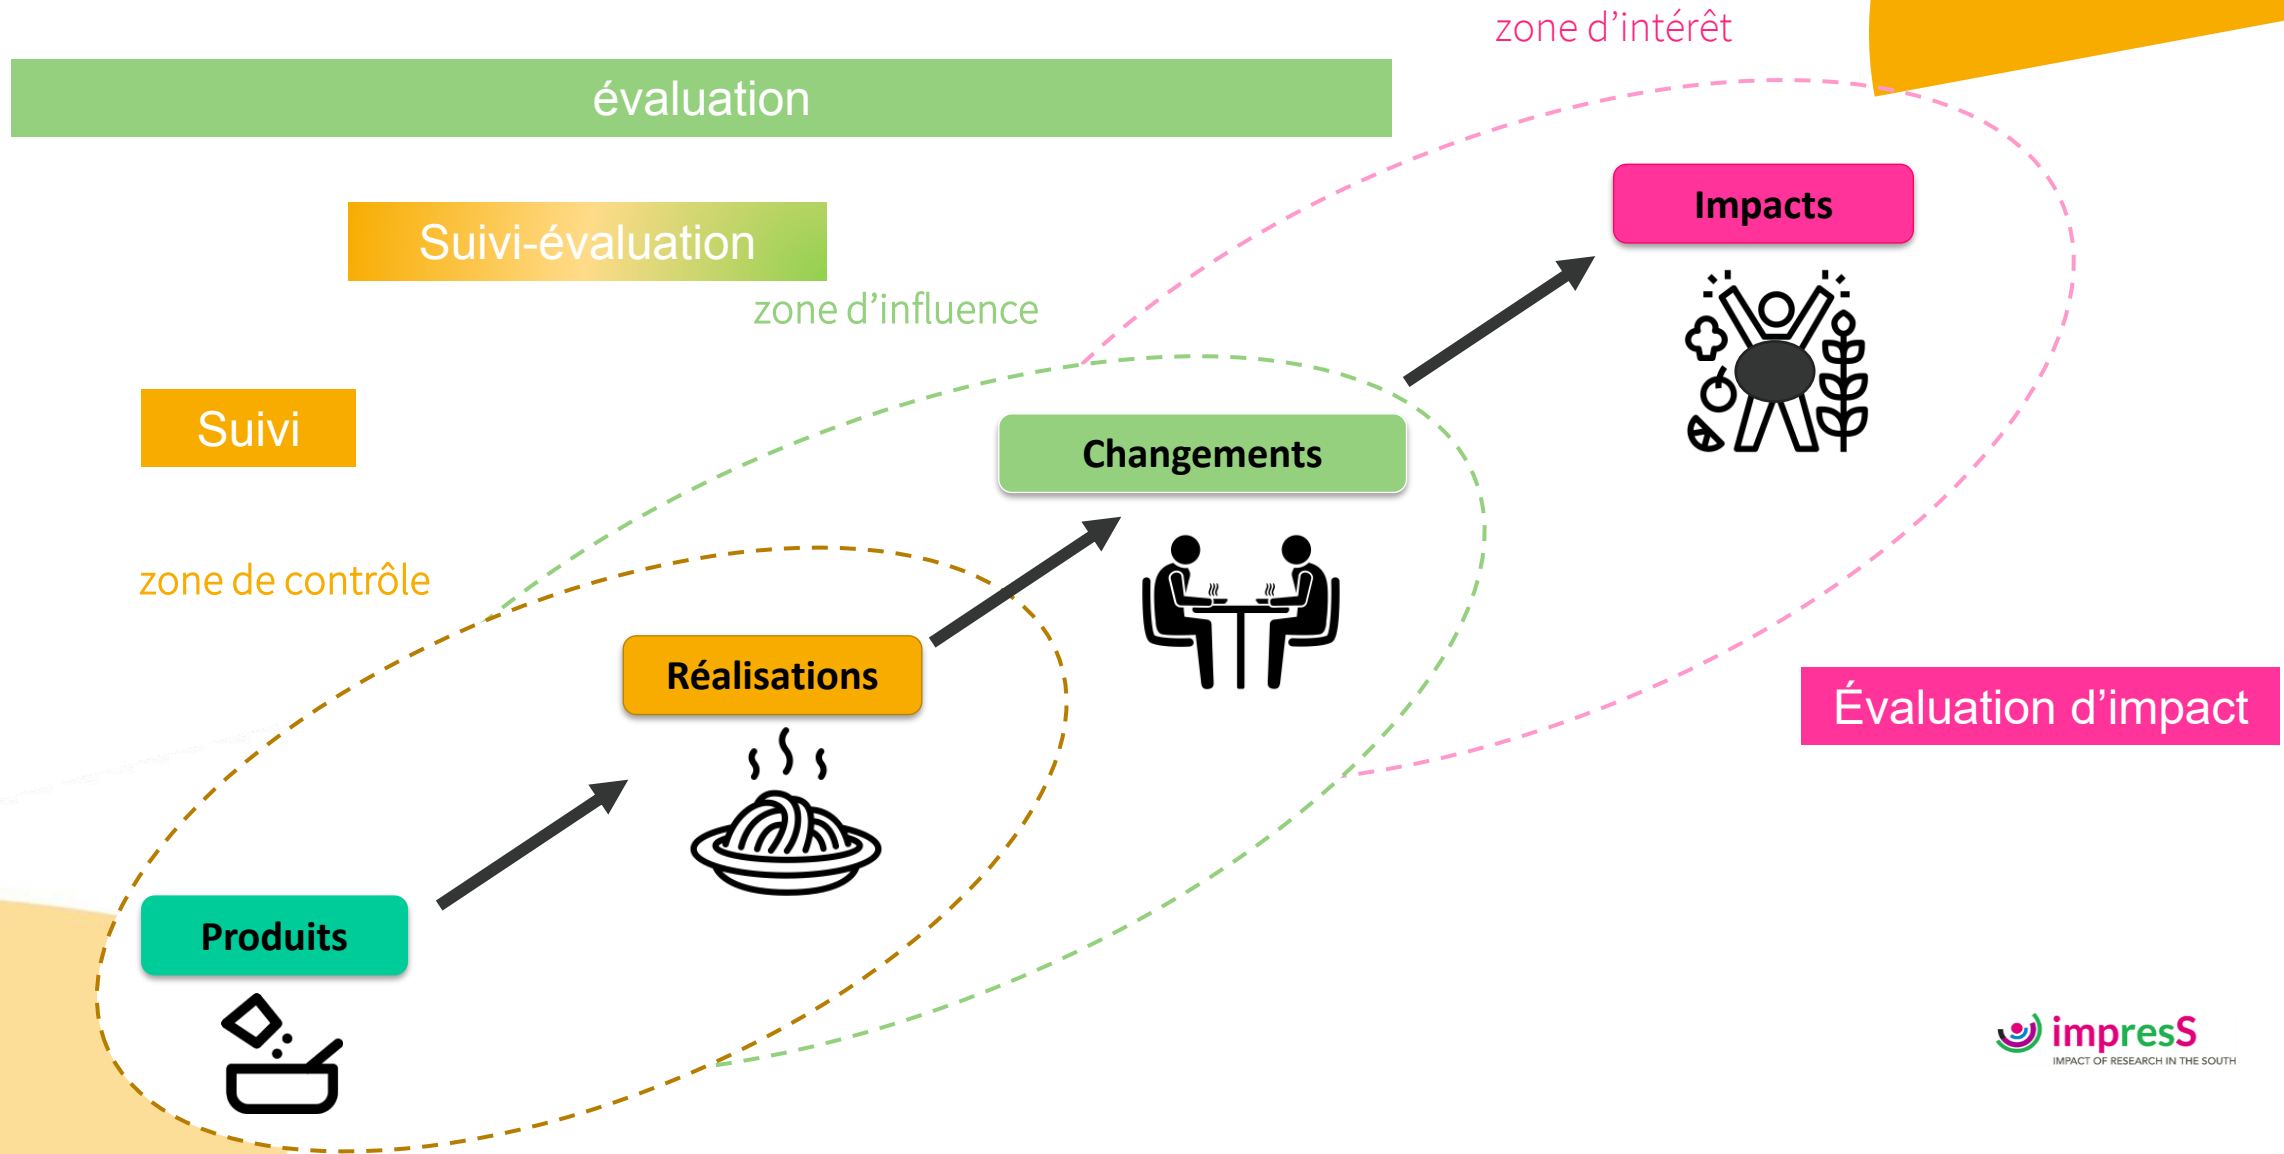 zone d’intérêt
évaluation
Impacts
Suivi-évaluation
zone d’influence
Suivi
Changements
zone de contrôle
Réalisations
Évaluation d’impact
Produits
impresS
IMPACT OF RESEARCH IN THE SOUTH